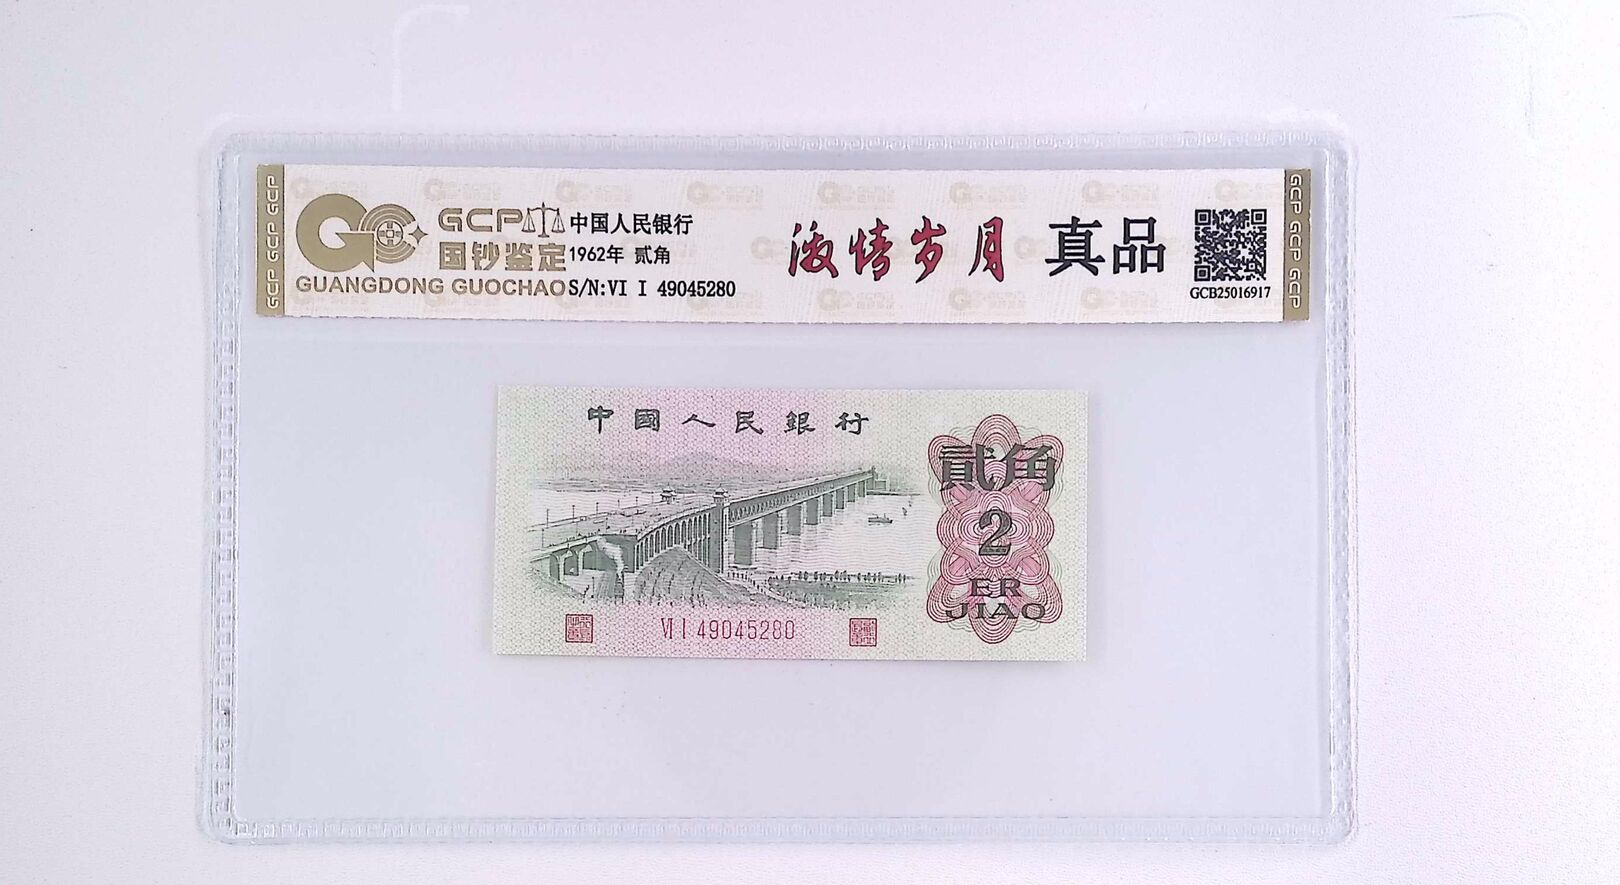 GCP GCP GCP
GCP
国钞鉴定
GUANGDONG GUOCHAO
中国人民银行
1962年 贰角
S/N:VI I 49045280
激情岁月
真品
GCB25016917
GCP GCP GCP
中國人民銀行
貳角
2
ER
JIAO
VI I 49045280